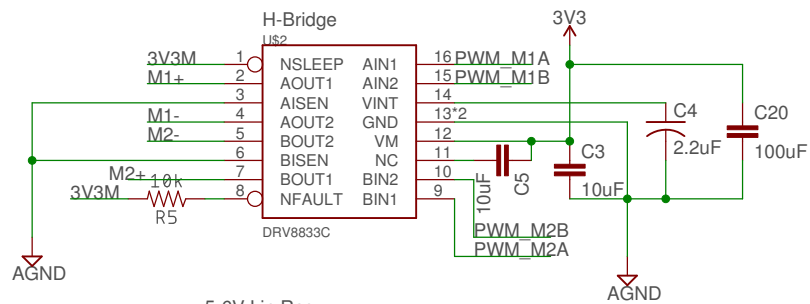 H-Bridge
U$2
3V3
3V3M 1 NSLEEP AIN1 16 PWM_M1A
M1+ 2 AOUT1 AIN2 15 PWM_M1B
3 AISEN VINT 14
M1- 4 AOUT2 GND 13*2
M2- 5 BOUT2 VM 12
6 BISEN NC 11
M2+ 7 BOUT1 BIN2 10
3V3M 10k 8 NFAULT BIN1 9
R5
DRV8833C
10uF C5
C3
10uF
C4
2.2uF
C20
100uF
PWM_M2B
PWM_M2A
AGND
AGND